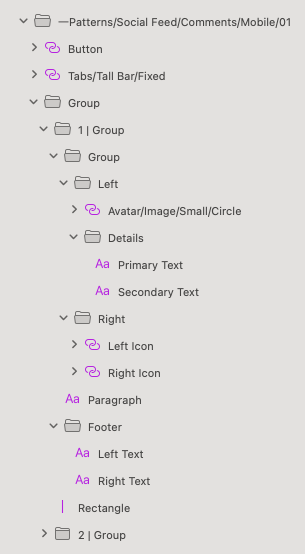 —Patterns/Social Feed/Comments/Mobile/01
Button
Tabs/Tall Bar/Fixed
Group
1 | Group
Group
Left
Avatar/Image/Small/Circle
Details
Aa Primary Text
Aa Secondary Text
Right
Left Icon
Right Icon
Aa Paragraph
Footer
Aa Left Text
Aa Right Text
Rectangle
2 | Group